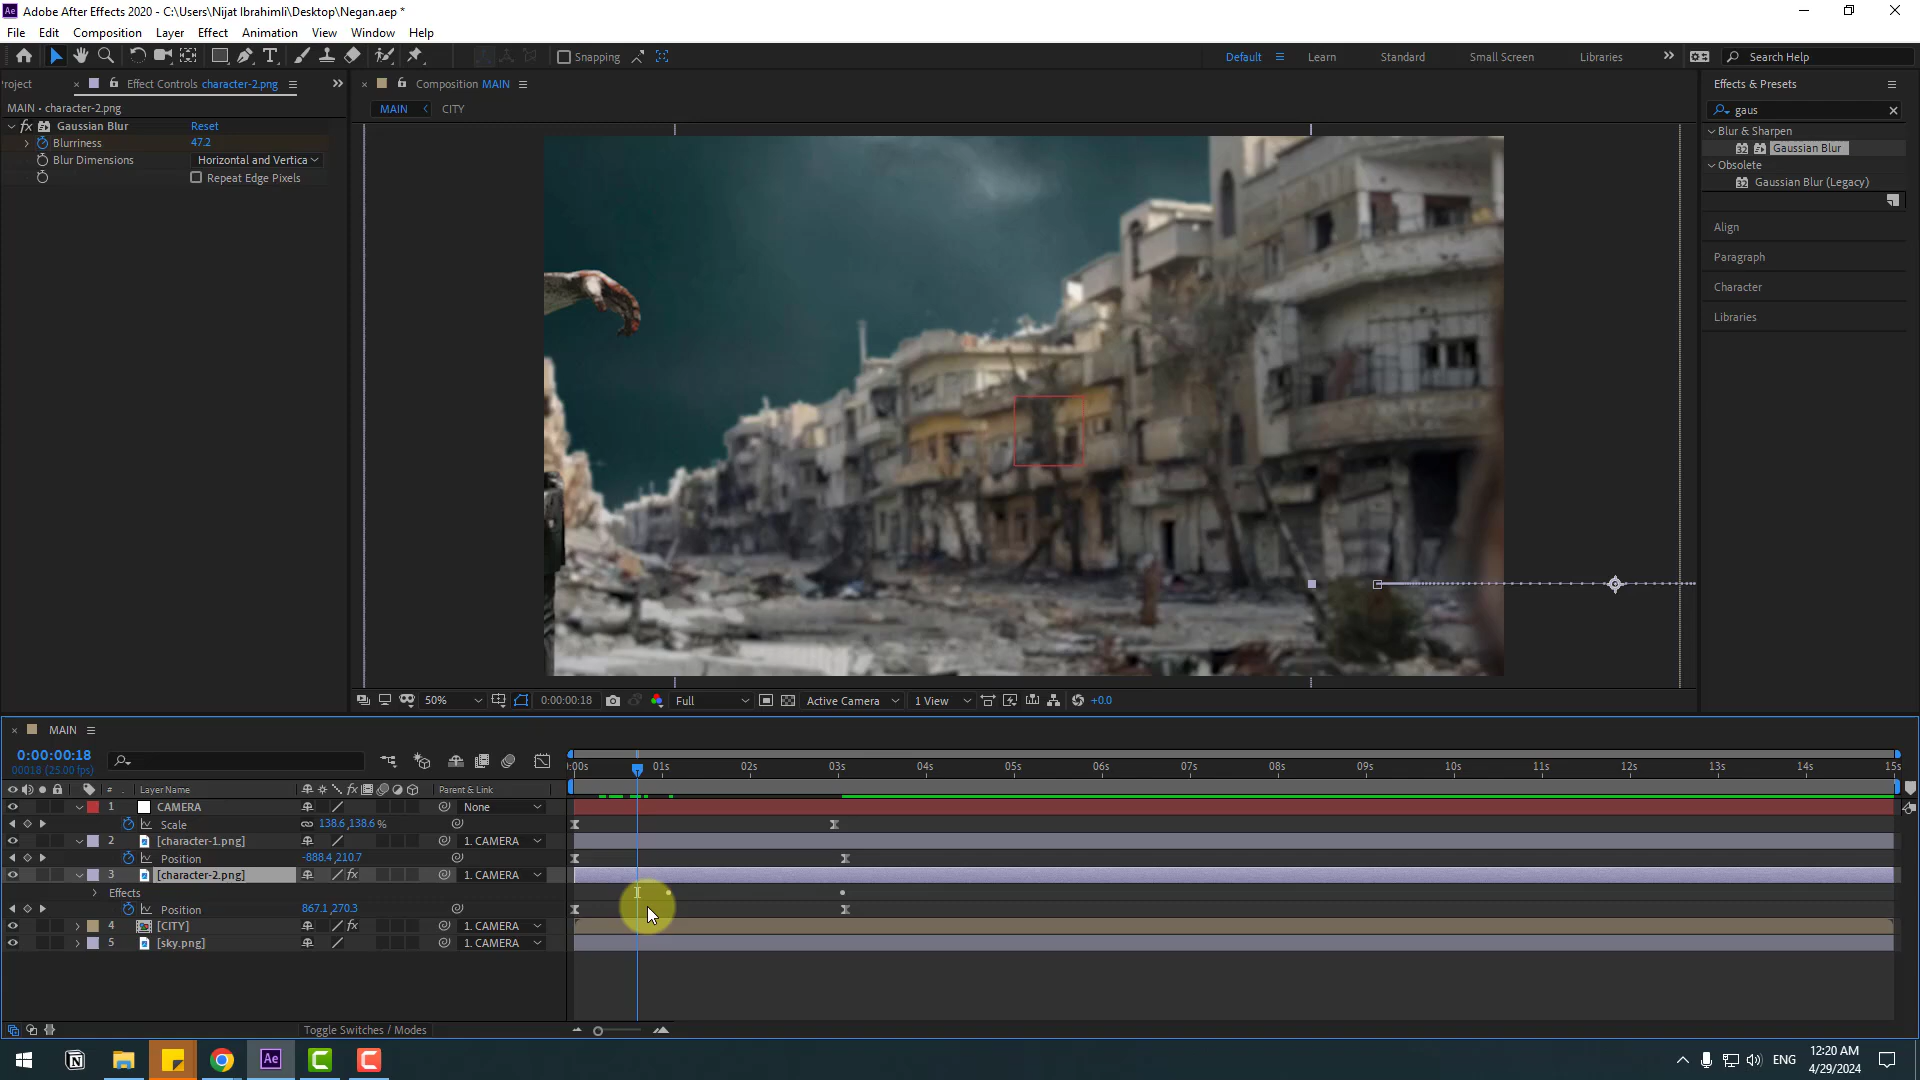 Adobe After Effects 2020 - C:\Users\Nijat Ibrahimli\Desktop\Negan.aep *
File Edit Composition Layer Effect Animation View Window Help
Snapping
Default Learn Standard Small Screen Libraries
Search Help
roject
Effect Controls character-2.png
MAIN • character-2.png
fx Gaussian Blur Reset
Blurriness 47.2
Blur Dimensions Horizontal and Vertica
Repeat Edge Pixels
Composition MAIN
MAIN CITY
50% 0:00:00:18 Full Active Camera 1 View +0.0
Effects & Presets
gaus
Blur & Sharpen
32 Gaussian Blur
Obsolete
32 Gaussian Blur (Legacy)
Align
Paragraph
Character
Libraries
MAIN
0:00:00:18
00018 (25.00 fps)
:00s 01s 02s 03s 04s 05s 06s 07s 08s 09s 10s 11s 12s 13s 14s 15s
# Layer Name fx Parent & Link
1 CAMERA None
Scale 138.6,138.6 %
2 [character-1.png] 1. CAMERA
Position -888.4,210.7
3 [character-2.png] fx 1. CAMERA
Effects
Position 867.1,270.3
4 [CITY] fx 1. CAMERA
5 [sky.png] 1. CAMERA
Toggle Switches / Modes
Ae
C
C
ENG
12:20 AM
4/29/2024